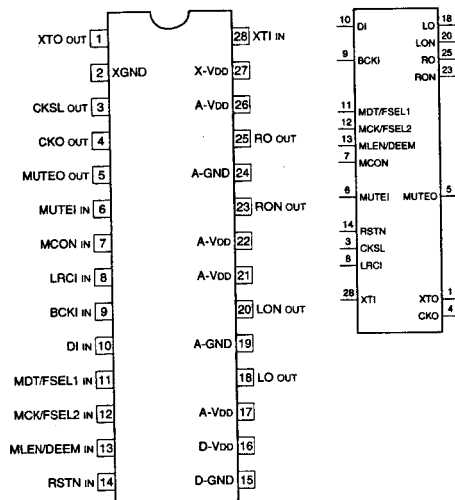 XTO OUT 1
2 XGND
CKSL OUT 3
CKO OUT 4
MUTEO OUT 5
MUTEI IN 6
MCON IN 7
LRCI IN 8
BCKI IN 9
DI IN 10
MDT/FSEL1 IN 11
MCK/FSEL2 IN 12
MLEN/DEEM IN 13
RSTN IN 14
28 XTI IN
X-VDD 27
A-VDD 26
25 RO OUT
A-GND 24
23 RON OUT
A-VDD 22
A-VDD 21
20 LON OUT
A-GND 19
18 LO OUT
A-VDD 17
D-VDD 16
D-GND 15
10 DI
9 BCKI
11 MDT/FSEL1
12 MCK/FSEL2
13 MLEN/DEEM
7 MCON
6 MUTEI
14 RSTN
3 CKSL
8 LRCI
28 XTI
LO 18
LON 20
RO 25
RON 23
MUTEO 5
XTO 1
CKO 4